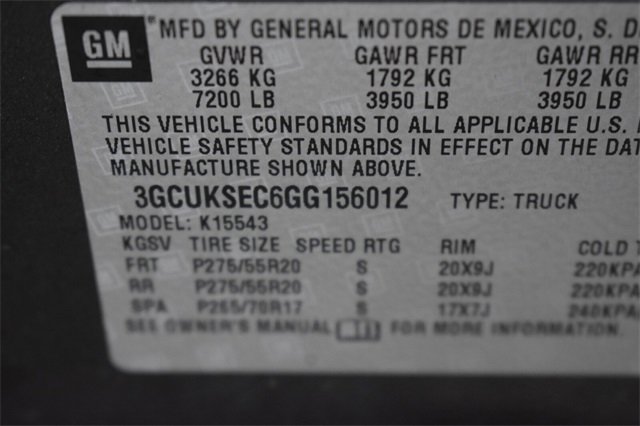 GM
MFD BY GENERAL MOTORS DE MEXICO, S. D
GVWR GAWR FRT GAWR RR
3266 KG 1792 KG 1792 KG
7200 LB 3950 LB 3950 LB
THIS VEHICLE CONFORMS TO ALL APPLICABLE U.S.
VEHICLE SAFETY STANDARDS IN EFFECT ON THE DAT
MANUFACTURE SHOWN ABOVE.
3GCUKSEC6GG156012 TYPE: TRUCK
MODEL: K15543
KGSV TIRE SIZE SPEED RTG RIM COLD T
FRT P275/55R20 S 20X9J 220KPA
RR P275/55R20 S 20X9J 220KPA
SPA P265/70R17 S 17X7J 240KPA
SEE OWNER'S MANUAL FOR MORE INFORMATION.